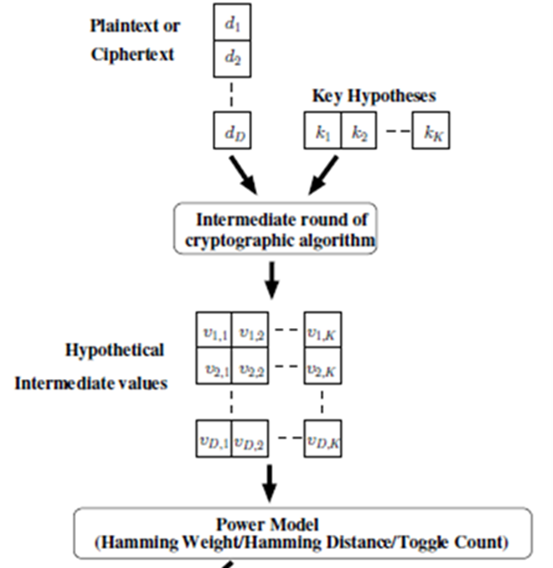 Plaintext or
Ciphertext
d1
d2
dD
Key Hypotheses
k1 k2 kK
Intermediate round of
cryptographic algorithm
Hypothetical
Intermediate values
v1,1 v1,2 v1,K
v2,1 v2,2 v2,K
vD,1 vD,2 vD,K
Power Model
(Hamming Weight/Hamming Distance/Toggle Count)